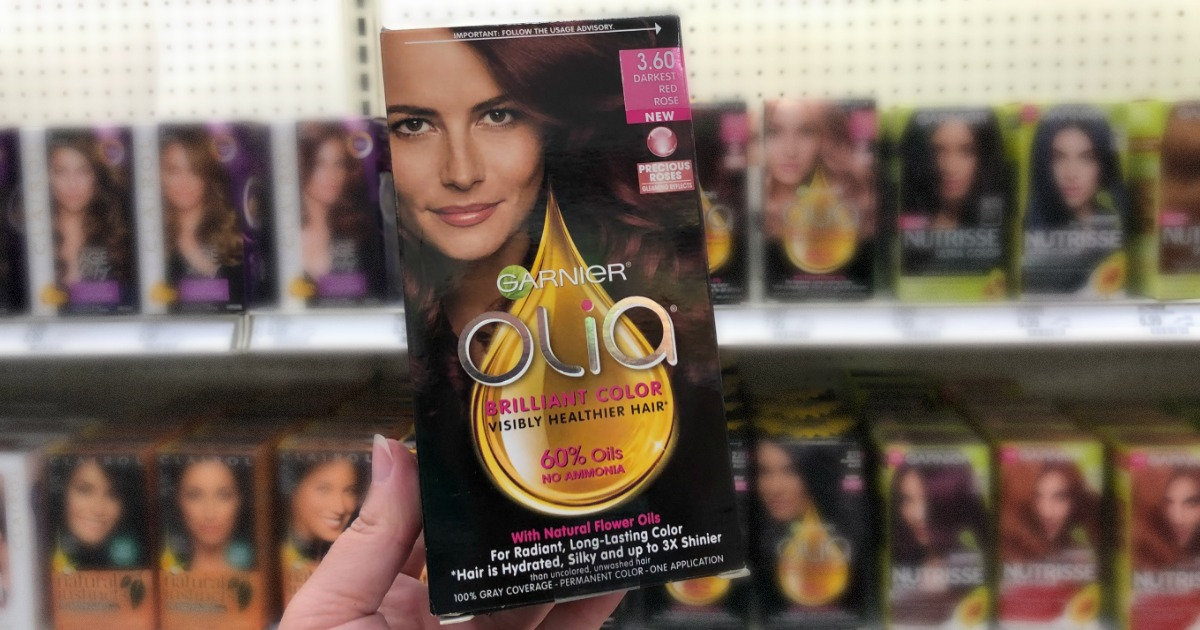 IMPORTANT: FOLLOW THE USAGE ADVISORY.
3.60
DARKEST
RED
ROSE
NEW
PRECIOUS
ROSES
GARNIER®
OLIA®
BRILLIANT COLOR
VISIBLY HEALTHIER HAIR*
60% Oils
NO AMMONIA
With Natural Flower Oils
For Radiant, Long-Lasting Color
*Hair is Hydrated, Silky and up to 3X Shinier
than uncolored, unwashed hair
100% GRAY COVERAGE - PERMANENT COLOR - ONE APPLICATION
NUTRISSE
NUTRISSE
NUTRISSE
NUTRISSE